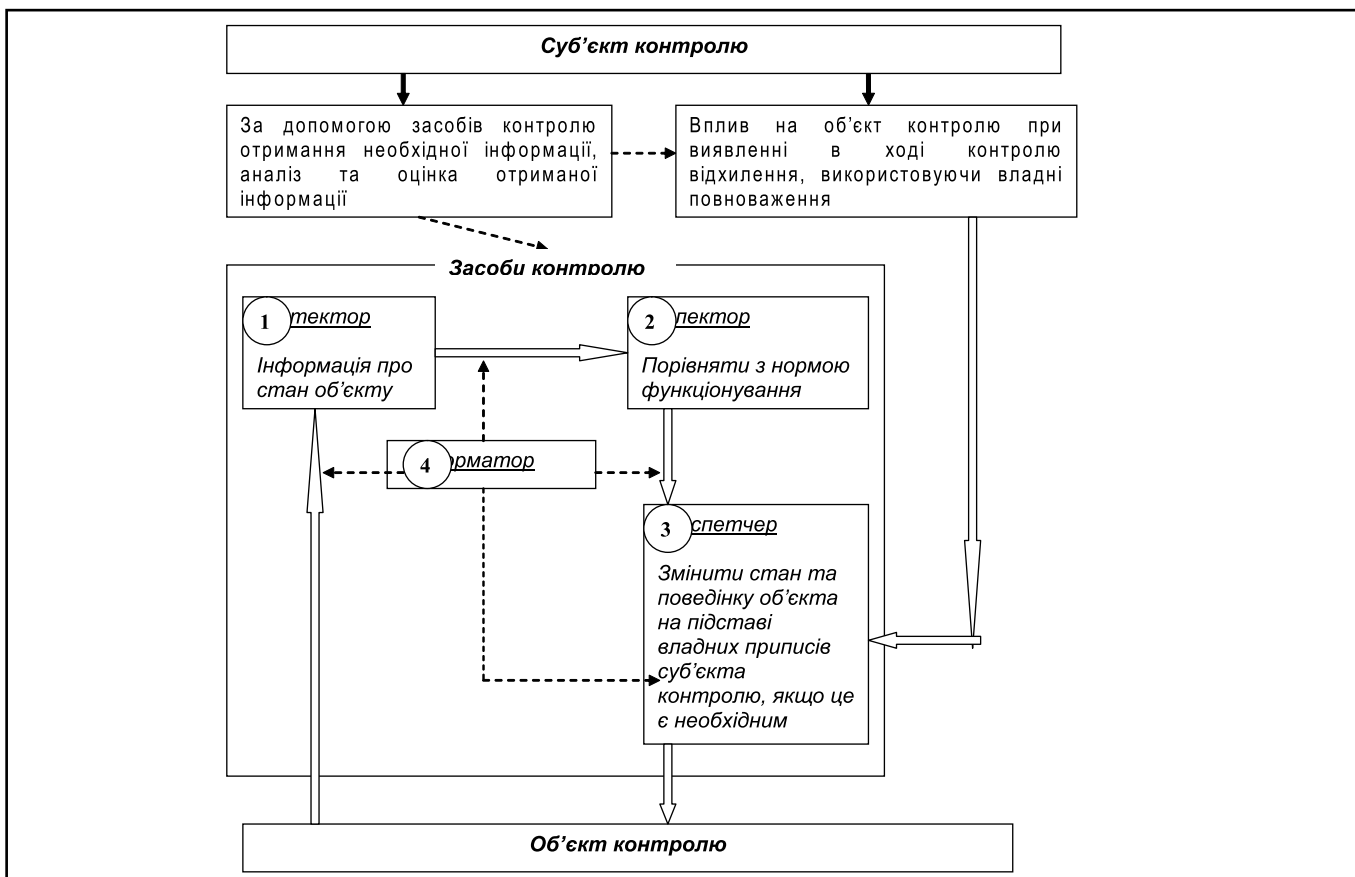 Суб’єкт контролю
За допомогою засобів контролю
отримання необхідної інформації,
аналіз та оцінка отриманої
інформації
Вплив на об’єкт контролю при
виявленні в ході контролю
відхилення, використовуючи владні
повноваження
Засоби контролю
1 тектор
Інформація про
стан об’єкту
2 лектор
Порівняти з нормою
функціонування
4 орматор
3 спетчер
Змінити стан та
поведінку об’єкта
на підставі
владних приписів
суб’єкта
контролю, якщо це
є необхідним
Об’єкт контролю